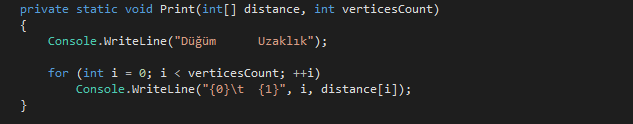 private static void Print(int[] distance, int verticesCount)
{
    Console.WriteLine("Düğüm      Uzaklık");
    for (int i = 0; i < verticesCount; ++i)
        Console.WriteLine("{0}\t  {1}", i, distance[i]);
}